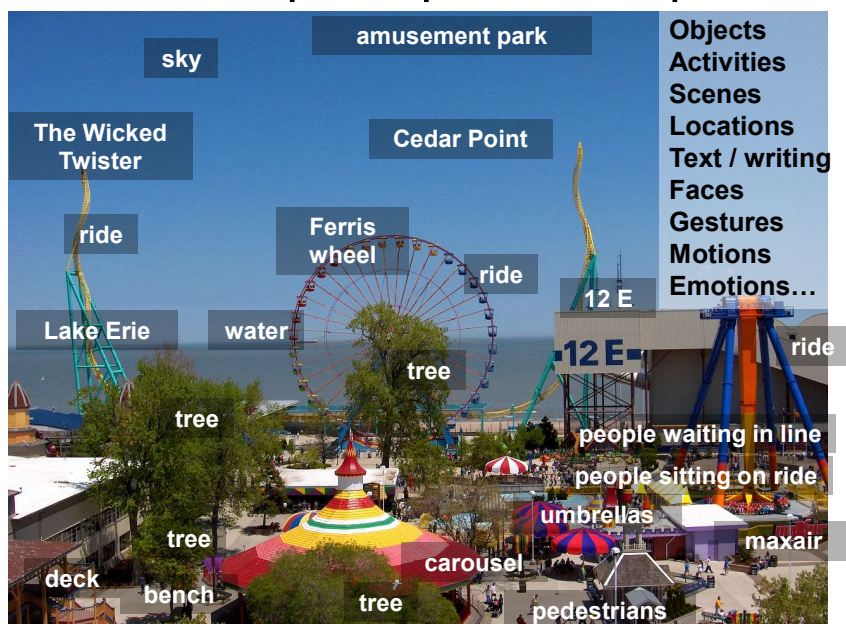 amusement park
sky
Objects
Activities
Scenes
Locations
Text / writing
Faces
Gestures
Motions
Emotions…
The Wicked
Twister
Cedar Point
ride
Ferris
wheel
ride
12 E
Lake Erie
water
12 E
ride
tree
tree
people waiting in line
people sitting on ride
umbrellas
tree
maxair
carousel
deck
bench
tree
pedestrians